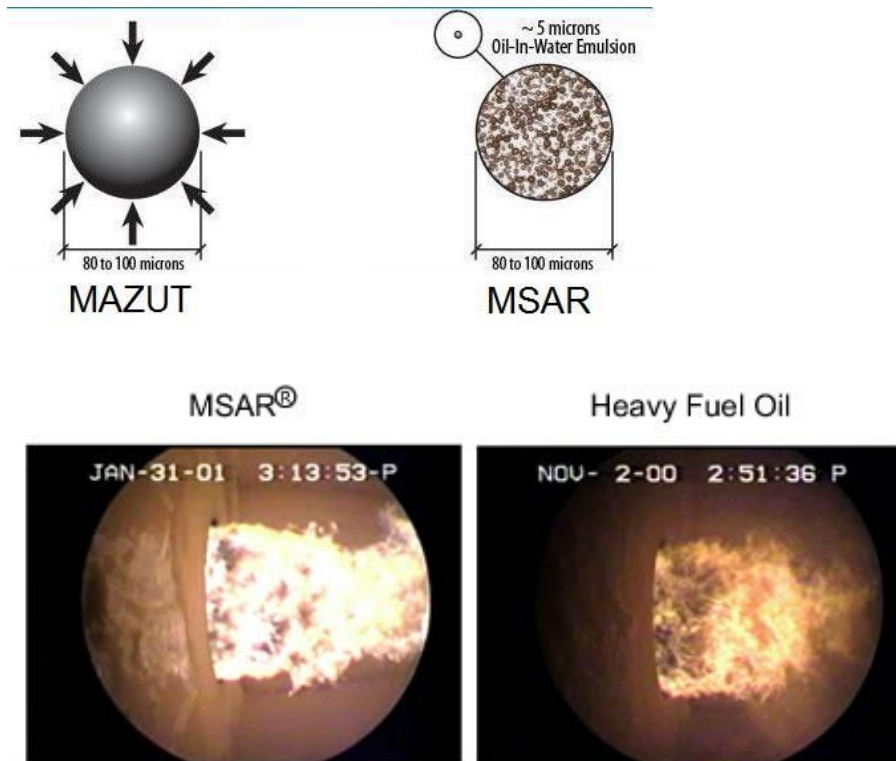 ~ 5 microns
Oil-In-Water Emulsion
80 to 100 microns
80 to 100 microns
MAZUT
MSAR
MSAR®
Heavy Fuel Oil
JAN-31-01 3:13:53-P
NOV- 2-00 2:51:36 P